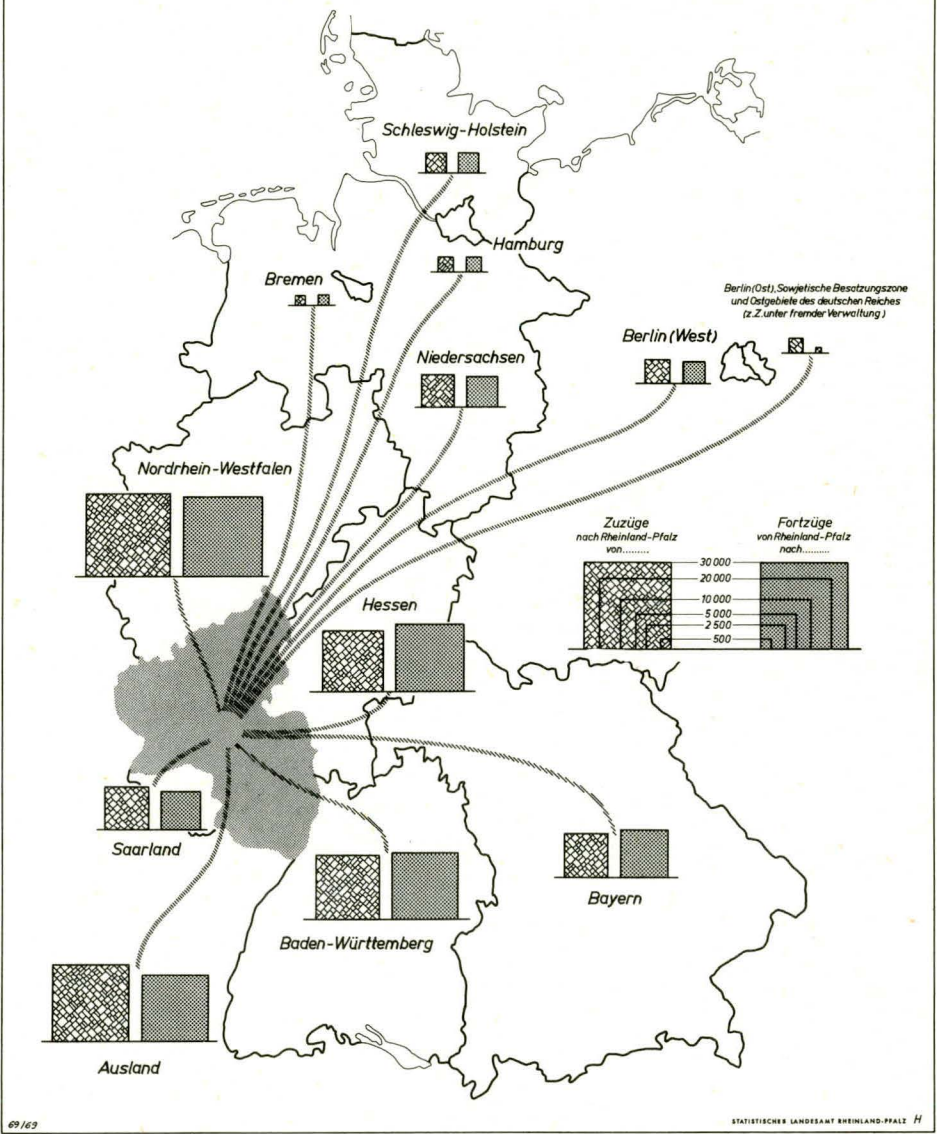 Schleswig-Holstein
Hamburg
Bremen
Berlin (Ost), Sowjetische Besatzungszone
und Ostgebiete des deutschen Reiches
(z.Z. unter fremder Verwaltung)
Berlin (West)
Niedersachsen
Nordrhein-Westfalen
Zuzüge
nach Rheinland-Pfalz
von.........
Fortzüge
von Rheinland-Pfalz
nach.........
30 000
20 000
10 000
5 000
2 500
500
Hessen
Saarland
Bayern
Baden-Württemberg
Ausland
69/69
STATISTISCHES LANDESAMT RHEINLAND-PFALZ H